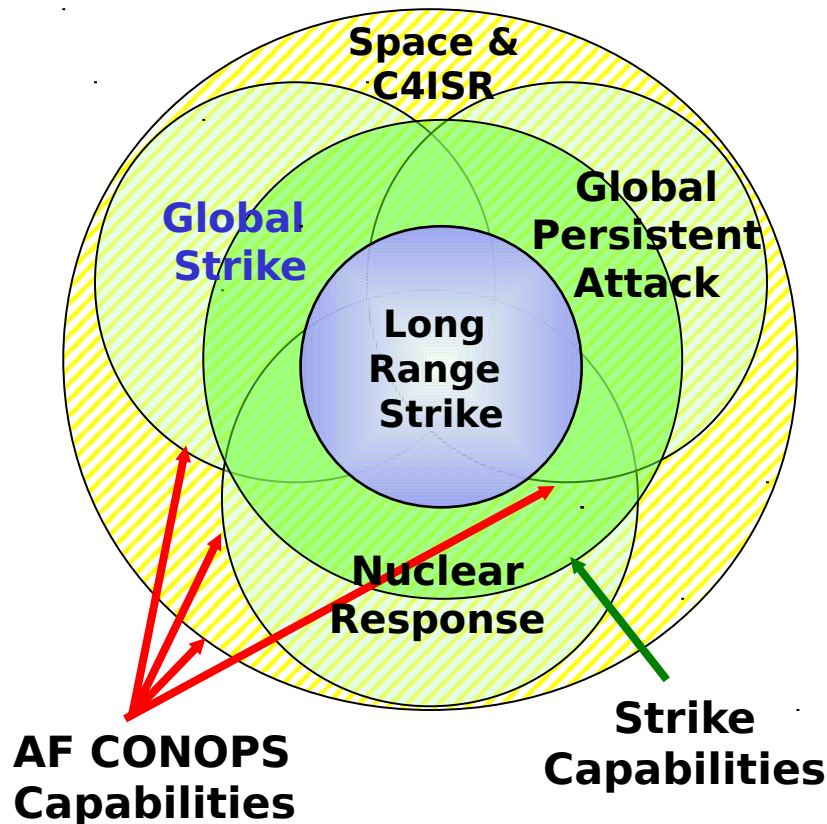 Space &
C4ISR
Global
Strike
Global
Persistent
Attack
Long
Range
Strike
Nuclear
Response
AF CONOPS
Capabilities
Strike
Capabilities